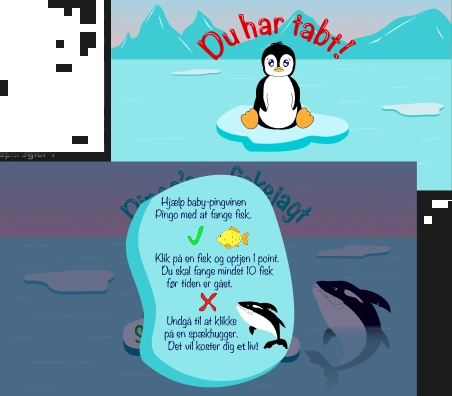 Du har tabt!
Hjælp baby-pingvinen
Pingo med at fange fisk.
Klik på en fisk og optjen 1 point.
Du skal fange mindst 10 fisk
før tiden er gået.
Undgå til at klikke
på en spækhugger.
Det vil koster dig et liv!